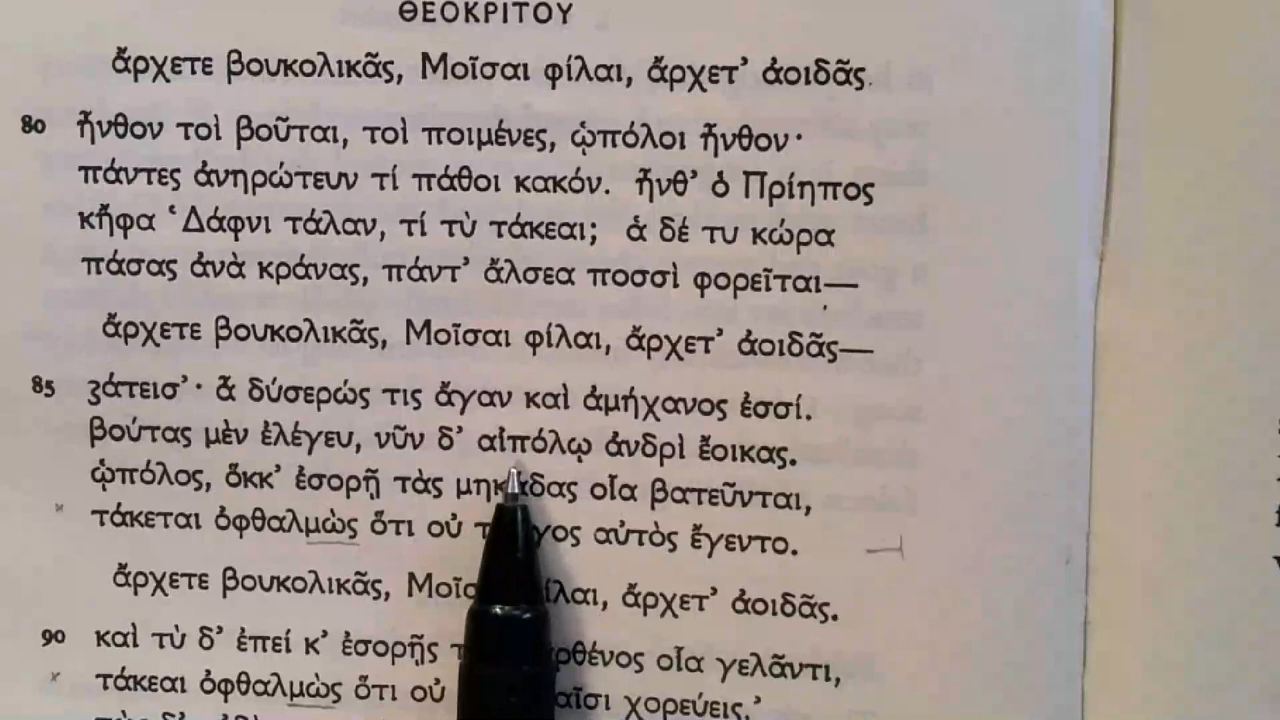 ΘΕΟΚΡΙΤΟΥ
ἄρχετε βουκολικᾶς, Μοῖσαι φίλαι, ἄρχετ’ ἀοιδᾶς.
80 ἦνθον τοὶ βοῦται, τοὶ ποιμένες, ᾡπόλοι ἦνθον·
πάντες ἀνηρώτευν τί πάθοι κακόν. ἦνθ’ ὁ Πρίηπος
κἤφα ‘Δάφνι τάλαν, τί τὺ τάκεαι; ἁ δέ τυ κώρα
πάσας ἀνὰ κράνας, πάντ’ ἄλσεα ποσσὶ φορεῖται—
ἄρχετε βουκολικᾶς, Μοῖσαι φίλαι, ἄρχετ’ ἀοιδᾶς—
85 ζάτεισ’· ἆ δύσερώς τις ἄγαν καὶ ἀμήχανος ἐσσί.
βούτας μὲν ἐλέγευ, νῦν δ’ αἰπόλῳ ἀνδρὶ ἔοικας.
ᾡπόλος, ὅκκ’ ἐσορῇ τὰς μηκάδας οἷα βατεῦνται,
τάκεται ὀφθαλμὼς ὅτι οὐ αὐτὸς ἔγεντο.
ἄρχετε βουκολικᾶς, Μοῖσαι φίλαι, ἄρχετ’ ἀοιδᾶς.
90 καὶ τὺ δ’ ἐπεί κ’ ἐσορῇς οἷα γελᾶντι,
τάκεαι ὀφθαλμὼς ὅτι οὐ χορεύεις.’